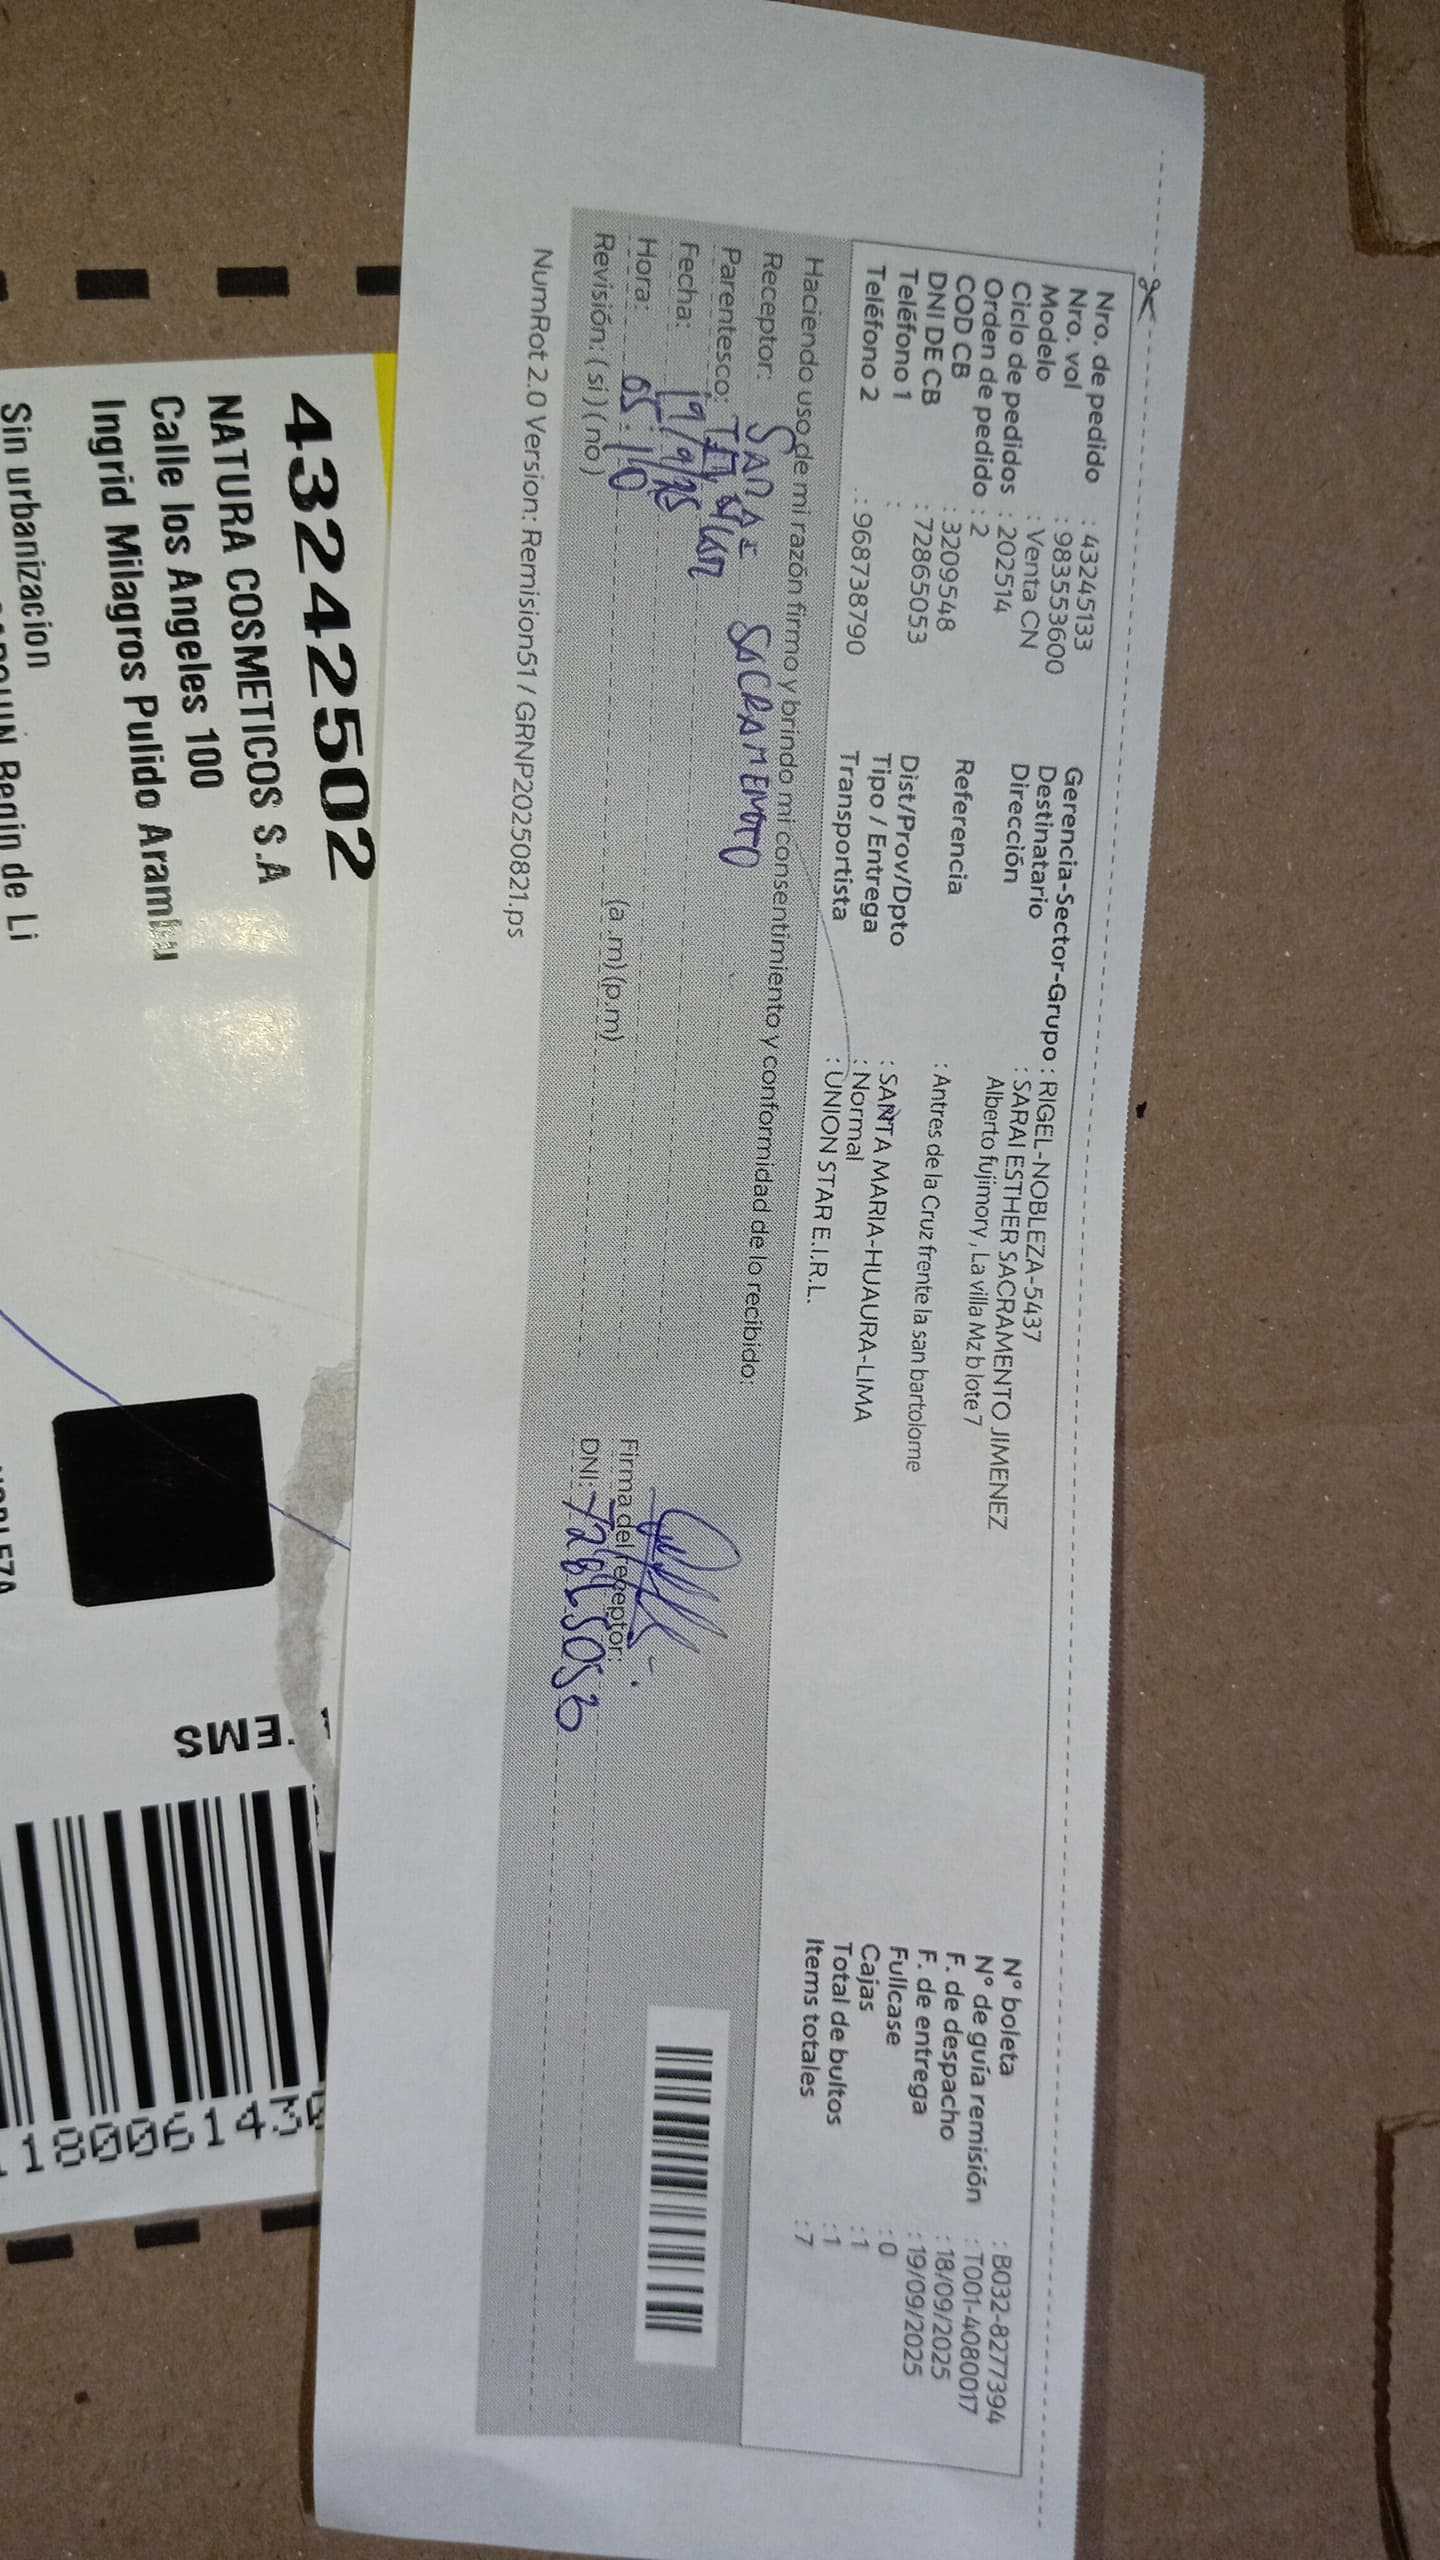 Nro. de pedido : 43245133
Nro. vol : 983553600
Modelo : Venta CN
Ciclo de pedidos : 202514
Orden de pedido : 2
COD CB : 3209548
DNI DE CB : 72865053
Teléfono 1 :
Teléfono 2 : 968738790
Gerencia-Sector-Grupo : RIGEL-NOBLEZA-5437
Destinatario : SARAI ESTHER SACRAMENTO JIMENEZ
Dirección Alberto fujimory , La villa Mz b lote 7
Referencia : Antres de la Cruz frente la san bartolome
Dist/Prov/Dpto : SANTA MARIA-HUAURA-LIMA
Tipo / Entrega : Normal
Transportista : UNION STAR E.I.R.L.
N° boleta : B032-8277394
N° de guía remisión : T001-4080017
F. de despacho : 18/09/2025
F. de entrega : 19/09/2025
Fullcase : 0
Cajas : 1
Total de bultos : 1
Items totales : 7
Haciendo uso de mi razón firmo y brindo mi consentimiento y conformidad de lo recibido:
Receptor: SACRAMENTO
Parentesco:
Fecha: 19/9/25
Hora: 05:10 (a .m) (p.m)
Revisión: ( si ) ( no )
Firma del receptor:
DNI: 72865053
NumRot 2.0 Version: Remision51 / GRNP20250821.ps
43242502
NATURA COSMETICOS S.A
Calle los Angeles 100
Ingrid Milagros Pulido Arambu
Sin urbanizacion
Regin de Li